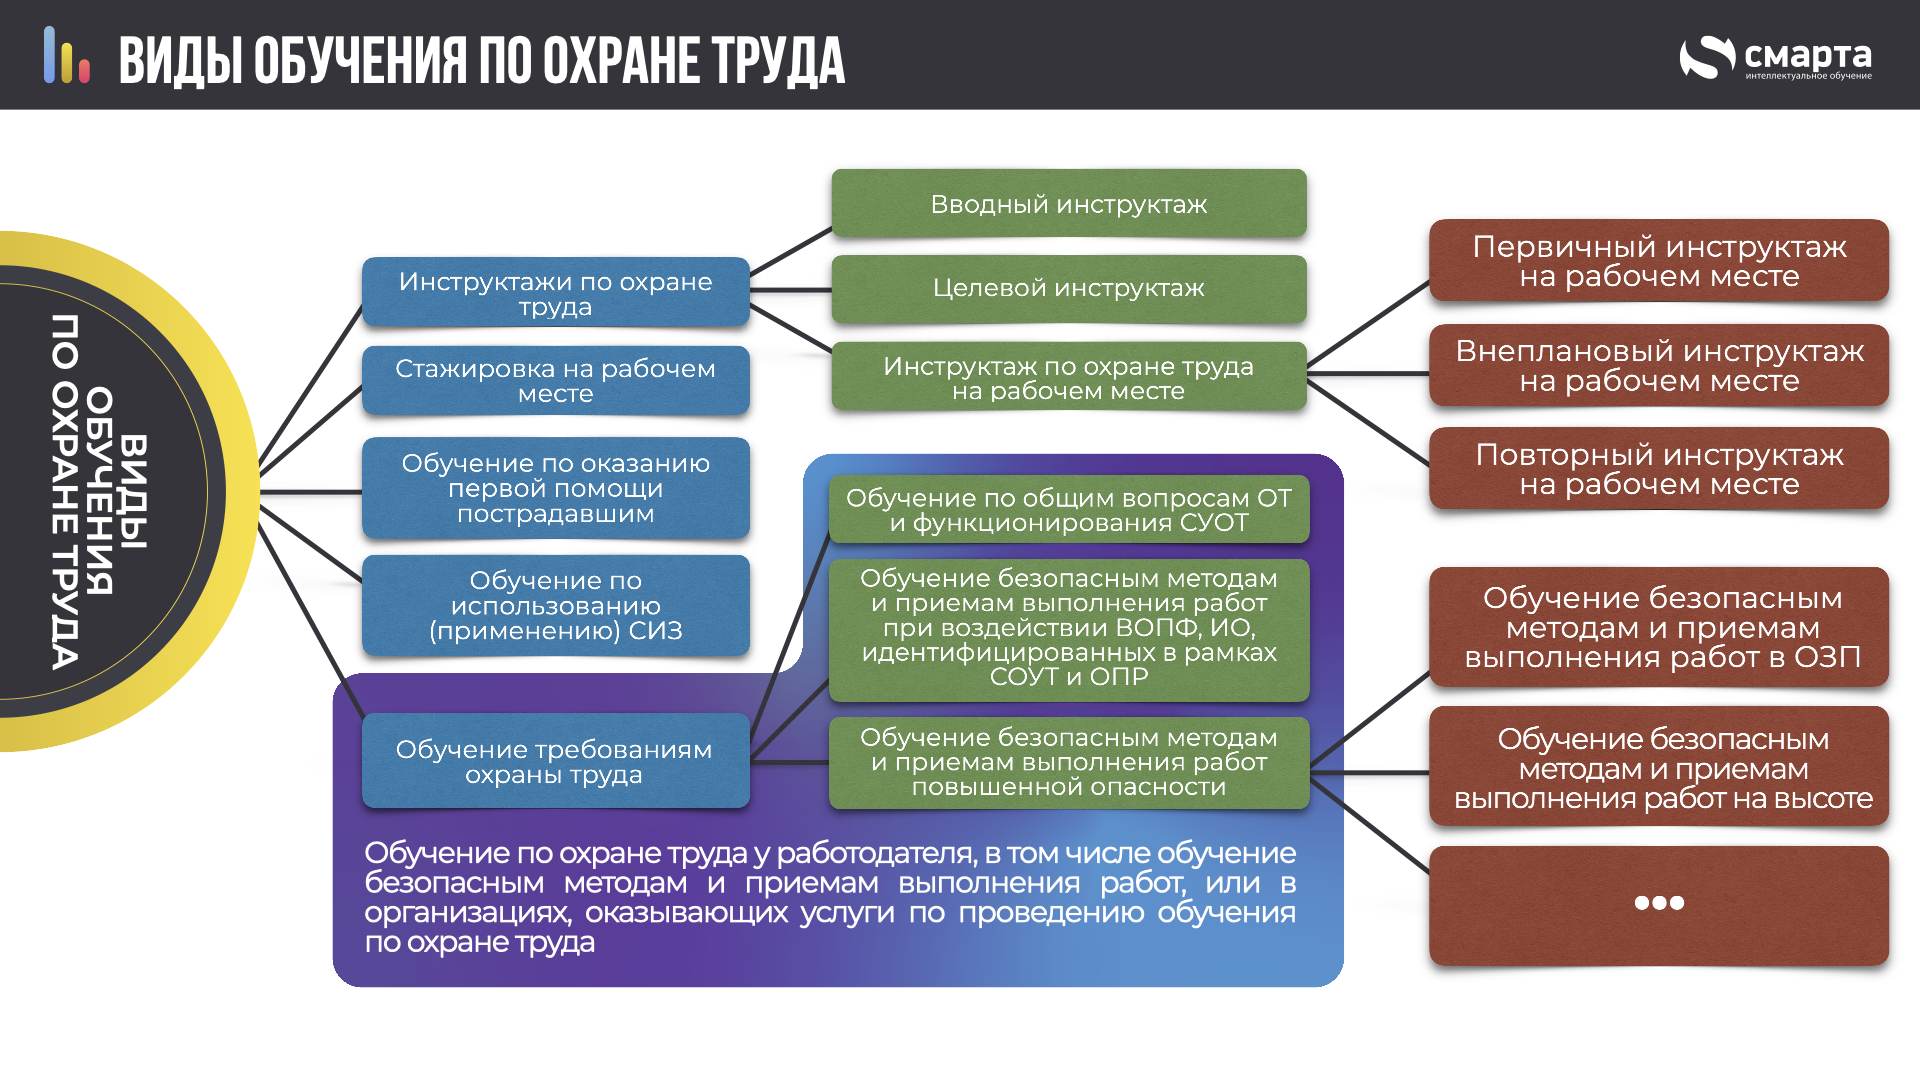 ВИДЫ ОБУЧЕНИЯ ПО ОХРАНЕ ТРУДА
смарта
интеллектуальное обучение
ВИДЫ
ОБУЧЕНИЯ
ПО ОХРАНЕ ТРУДА
Инструктажи по охране
труда
Стажировка на рабочем
месте
Обучение по оказанию
первой помощи
пострадавшим
Обучение по
использованию
(применению) СИЗ
Обучение требованиям
охраны труда
Вводный инструктаж
Целевой инструктаж
Инструктаж по охране труда
на рабочем месте
Обучение по общим вопросам ОТ
и функционирования СУОТ
Обучение безопасным методам
и приемам выполнения работ
при воздействии ВОПФ, ИО,
идентифицированных в рамках
СОУТ и ОПР
Обучение безопасным методам
и приемам выполнения работ
повышенной опасности
Первичный инструктаж
на рабочем месте
Внеплановый инструктаж
на рабочем месте
Повторный инструктаж
на рабочем месте
Обучение безопасным
методам и приемам
выполнения работ в ОЗП
Обучение безопасным
методам и приемам
выполнения работ на высоте
•••
Обучение по охране труда у работодателя, в том числе обучение
безопасным методам и приемам выполнения работ, или в
организациях, оказывающих услуги по проведению обучения
по охране труда